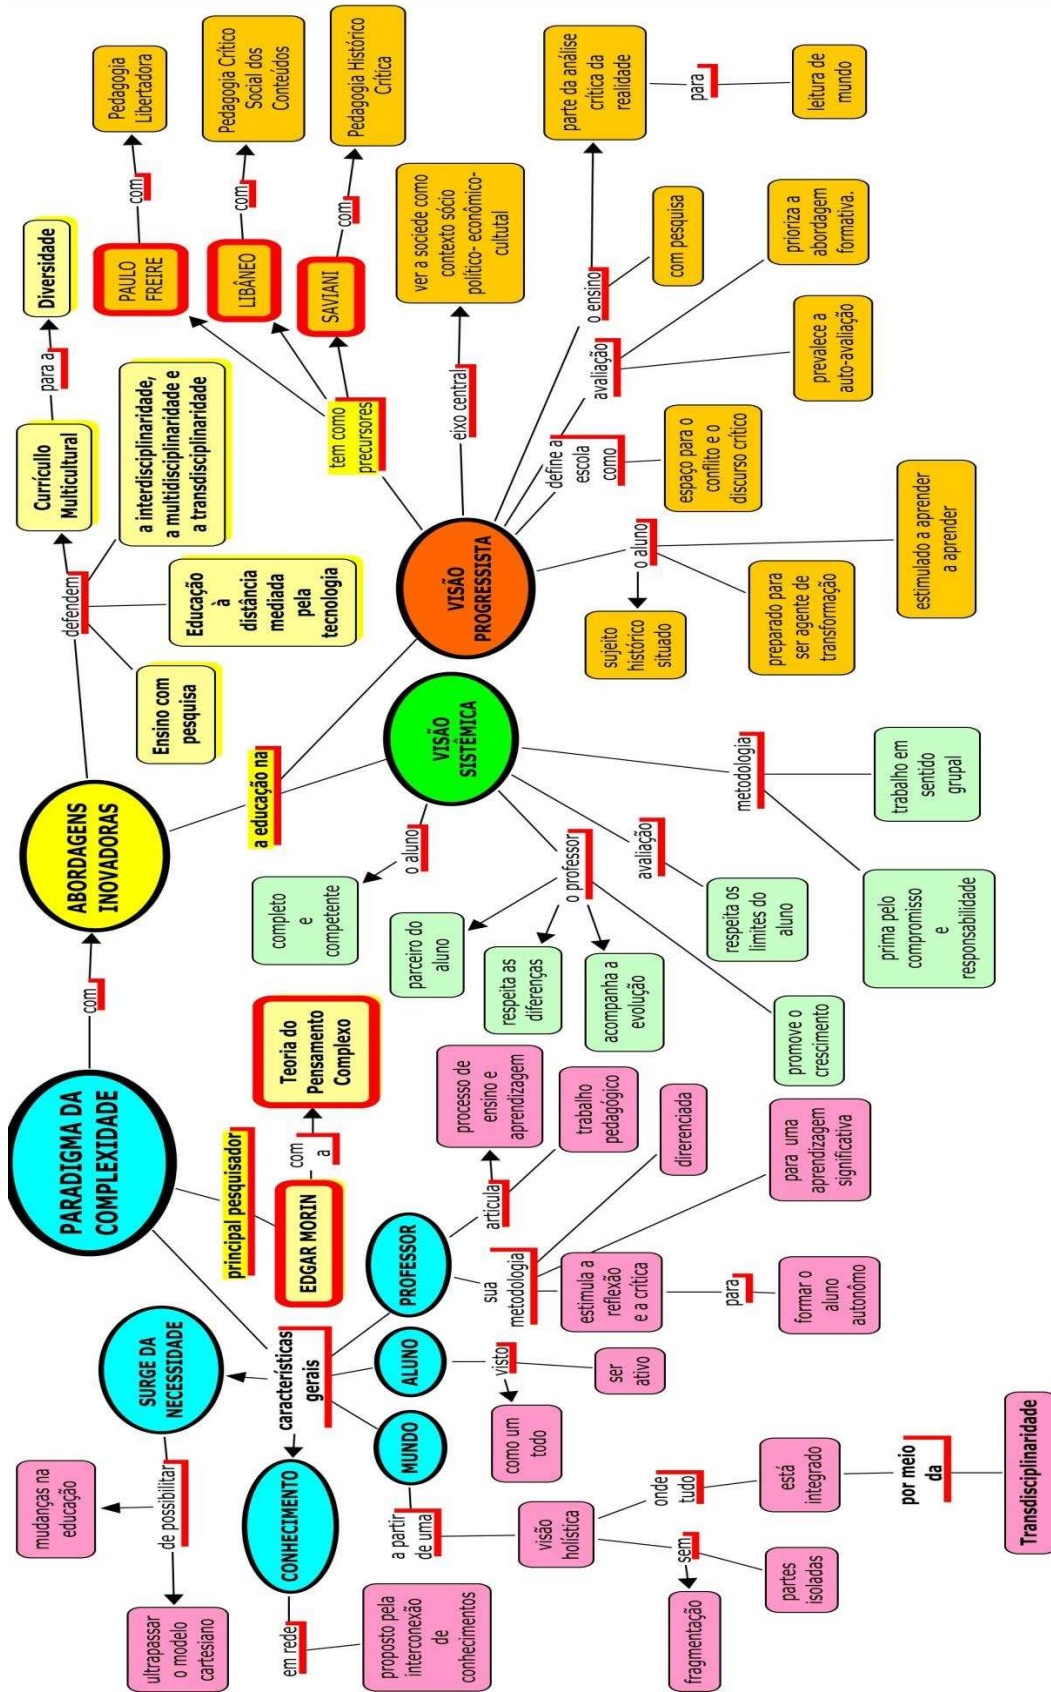 PARADIGMA DA
COMPLEXIDADE
com
ABORDAGENS
INOVADORAS
defendem
Currículo
Multicultural
para a
Diversidade
a interdisciplinaridade,
a multidisciplinaridade e
a transdisciplinaridade
Educação
à
distância
mediada
pela
tecnologia
Ensino com
pesquisa
a educação na
VISÃO
PROGRESSISTA
tem como
precursores
PAULO
FREIRE
com
Pedagogia
Libertadora
LIBÂNEO
com
Pedagogia Crítico
Social dos
Conteúdos
SAVIANI
com
Pedagogia Histórico
Crítica
eixo central
ver a sociede como
contexto sócio
político- econômico-
cultutal
o ensino
parte da análise
crítica da
realidade
para
leitura de
mundo
com pesquisa
avaliação
prioriza a
abordagem
formativa.
prevalece a
auto-avaliação
define a
escola
como
espaço para o
conflito e o
discurso crítico
o aluno
sujeito
histórico
situado
preparado para
ser agente de
transformação
estimulado a aprender
a aprender
VISÃO
SISTÊMICA
o aluno
completo
e
competente
o professor
parceiro do
aluno
respeita as
diferenças
acompanha a
evolução
promove o
crescimento
avaliação
respeita os
limites do
aluno
metodologia
trabalho em
sentido
grupal
prima pelo
compromisso
e
responsabilidade
principal pesquisador
EDGAR MORIN
com
a
Teoria do
Pensamento
Complexo
características
gerais
SURGE DA
NECESSIDADE
de possibilitar
mudanças na
educação
ultrapassar
o modelo
cartesiano
CONHECIMENTO
em rede
proposto pela
interconexão
de
conhecimentos
MUNDO
a partir
de uma
visão
holística
onde
tudo
está
integrado
por meio
da
Transdisciplinaridade
sem
fragmentação
partes
isoladas
ALUNO
visto
como um
todo
ser
ativo
PROFESSOR
articula
processo de
ensino e
aprendizagem
trabalho
pedagógico
sua
metodologia
direrenciada
para uma
aprendizagem
significativa
estimula a
reflexão
e a crítica
para
formar o
aluno
autonômo